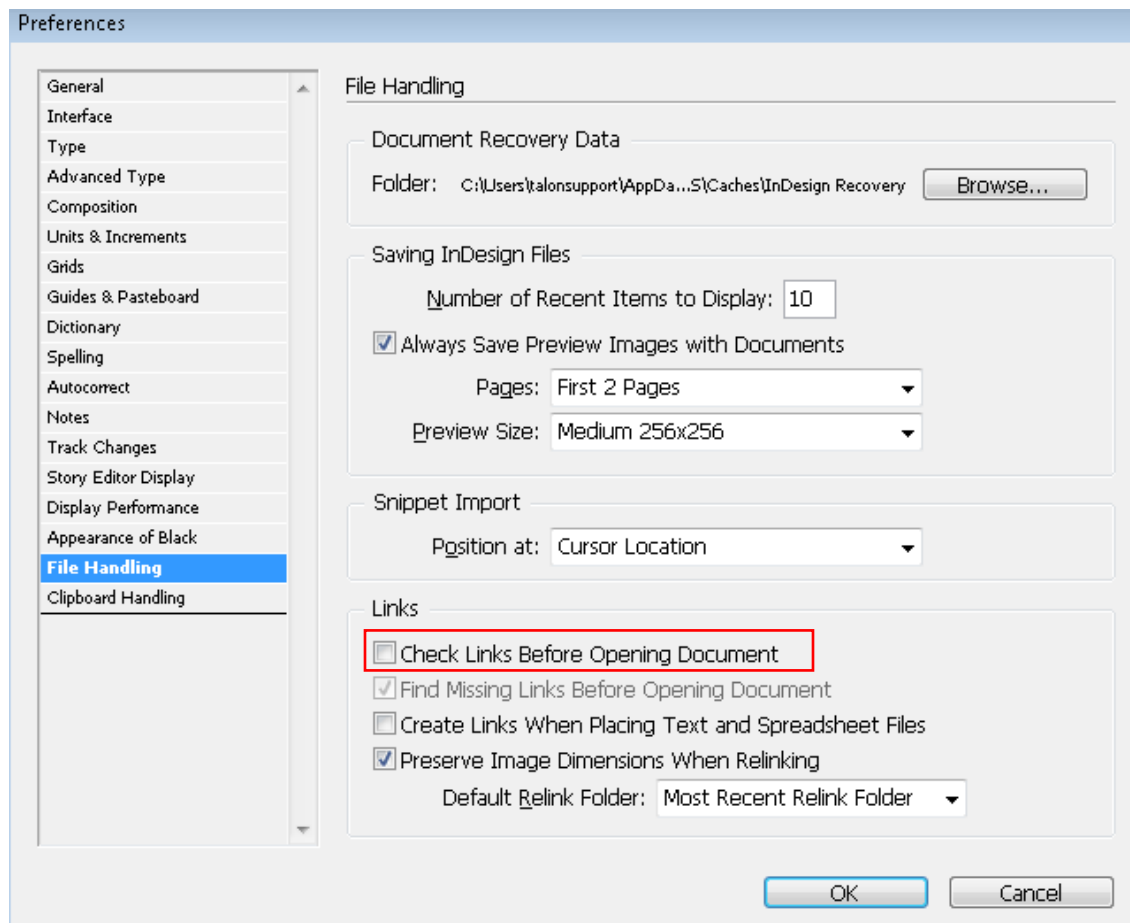 Preferences
General
Interface
Type
Advanced Type
Composition
Units & Increments
Grids
Guides & Pasteboard
Dictionary
Spelling
Autocorrect
Notes
Track Changes
Story Editor Display
Display Performance
Appearance of Black
File Handling
Clipboard Handling
File Handling
Document Recovery Data
Folder: C:\Users\talonsupport\AppDa...S\Caches\InDesign Recovery Browse...
Saving InDesign Files
Number of Recent Items to Display: 10
Always Save Preview Images with Documents
Pages: First 2 Pages
Preview Size: Medium 256x256
Snippet Import
Position at: Cursor Location
Links
Check Links Before Opening Document
Find Missing Links Before Opening Document
Create Links When Placing Text and Spreadsheet Files
Preserve Image Dimensions When Relinking
Default Relink Folder: Most Recent Relink Folder
OK Cancel